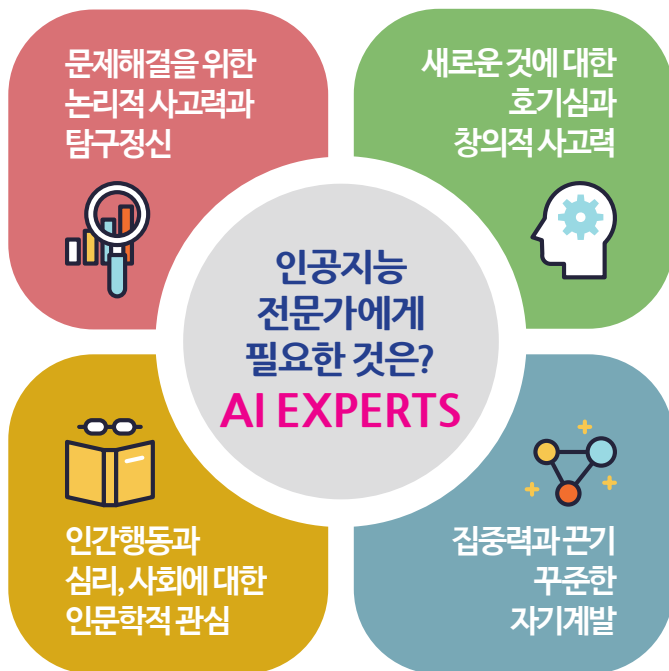 문제해결을 위한
논리적 사고력과
탐구정신
새로운 것에 대한
호기심과
창의적 사고력
인공지능
전문가에게
필요한 것은?
AI EXPERTS
인간행동과
심리, 사회에 대한
인문학적 관심
집중력과 끈기
꾸준한
자기계발